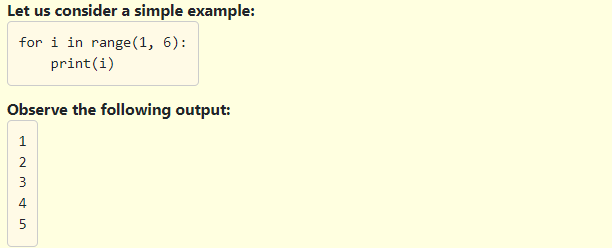 Let us consider a simple example:
for i in range(1, 6):
    print(i)
Observe the following output:
1
2
3
4
5